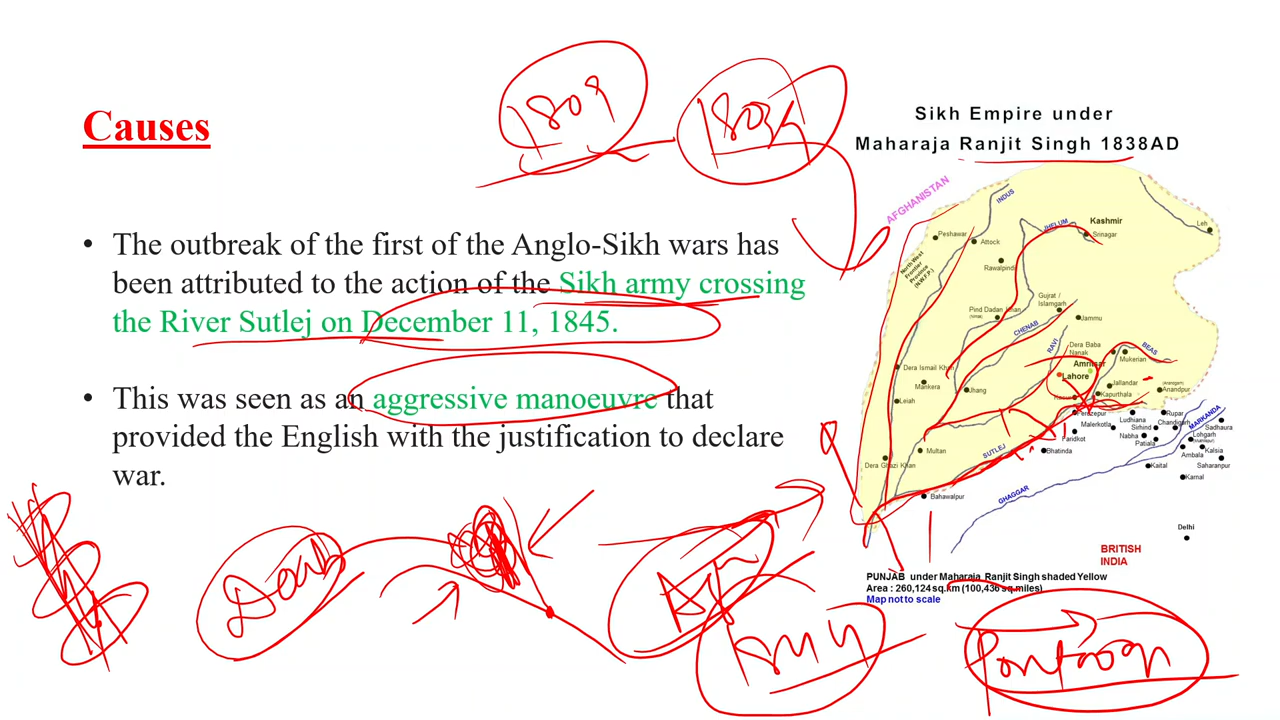 1809
1834
Causes
Sikh Empire under
Maharaja Ranjit Singh 1838AD
• The outbreak of the first of the Anglo-Sikh wars has
been attributed to the action of the Sikh army crossing
the River Sutlej on December 11, 1845.
• This was seen as an aggressive manoeuvre that
provided the English with the justification to declare
war.
AFGHANISTAN
INDUS
Peshawar
Attock
North West
Frontier
Province
(N.W.F.P.)
Rawalpindi
JHELUM
Kashmir
Srinagar
Leh
Gujrat /
Islamgarh
Pind Dadan Khan
CHENAB
Jammu
RAVI
Dera Baba
Nanak
BEAS
Mukerian
Dera Ismail Khan
Mankera
Jhang
Leiah
Lahore
Jallandar
Kapurthala
Anandpur
Ferozepur
Faridkot
Malerkotla
Ludhiana
Sirhind
Nabha
Patiala
Rupar
Chandigarh
MARKANDA
Sadhaura
Lohgarh
Ambala
Kalsia
Saharanpur
Bhatinda
Kaital
Karnal
SUTLEJ
Multan
Dera Ghazi Khan
Bahawalpur
GHAGGAR
Delhi
BRITISH
INDIA
PUNJAB under Maharaja Ranjit Singh shaded Yellow
Area : 260,124 sq.km (100,436 sq.miles)
Map not to scale
Doab
Army
Pontoon